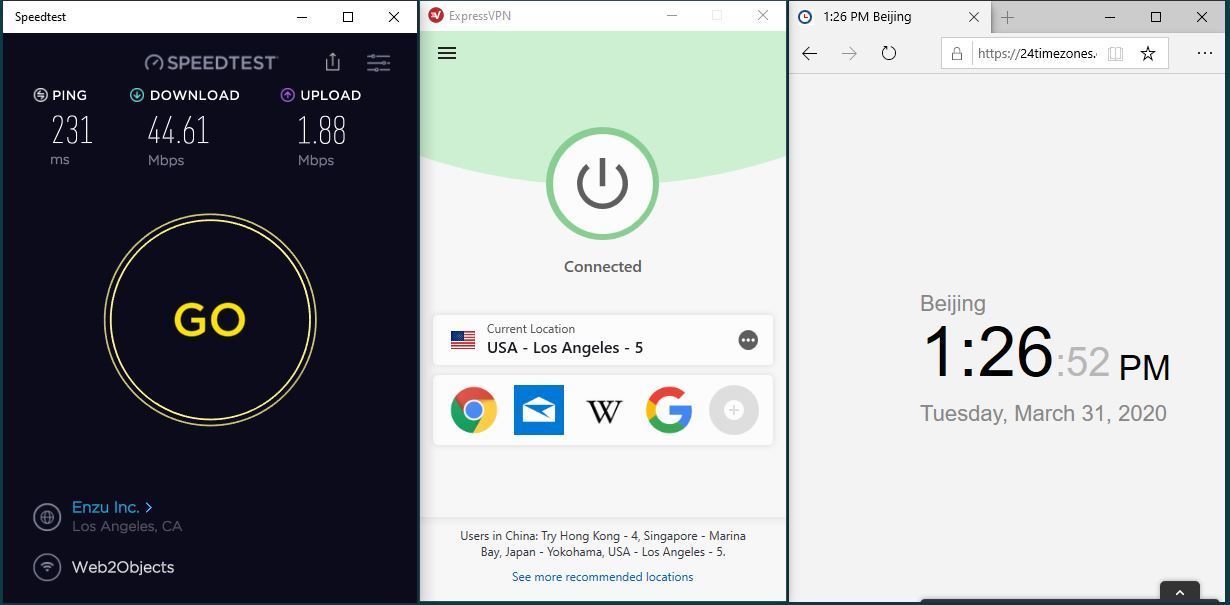 Speedtest
SPEEDTEST
PING
DOWNLOAD
UPLOAD
231
44.61
1.88
ms
Mbps
Mbps
GO
Enzu Inc. >
Los Angeles, CA
Web2Objects
ExpressVPN
Connected
Current Location
USA - Los Angeles - 5
W
G
Users in China: Try Hong Kong - 4, Singapore - Marina
Bay, Japan - Yokohama, USA - Los Angeles - 5.
See more recommended locations
1:26 PM Beijing
https://24timezones.
Beijing
1:26:52 PM
Tuesday, March 31, 2020